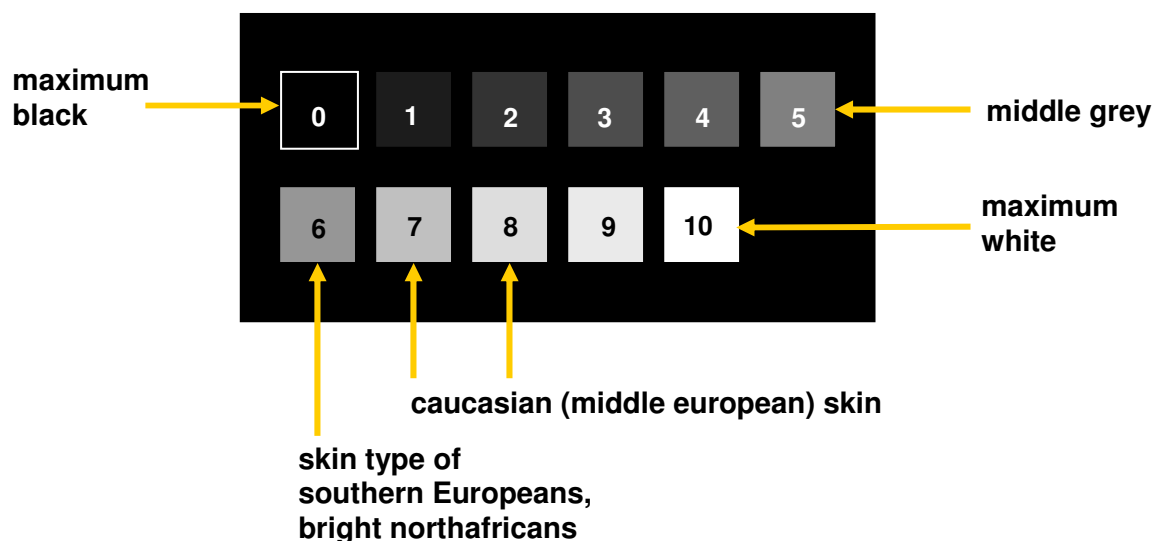 maximum
black
0 1 2 3 4 5
middle grey
6 7 8 9 10
maximum
white
caucasian (middle european) skin
skin type of
southern Europeans,
bright northafricans